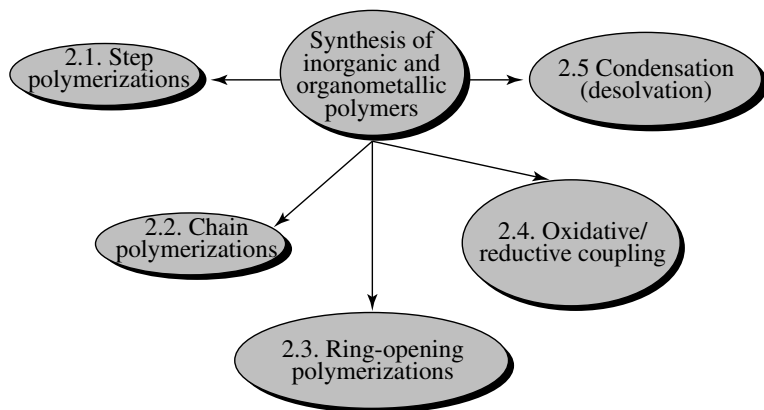 Synthesis of
inorganic and
organometallic
polymers
2.1. Step
polymerizations
2.2. Chain
polymerizations
2.3. Ring-opening
polymerizations
2.4. Oxidative/
reductive coupling
2.5 Condensation
(desolvation)